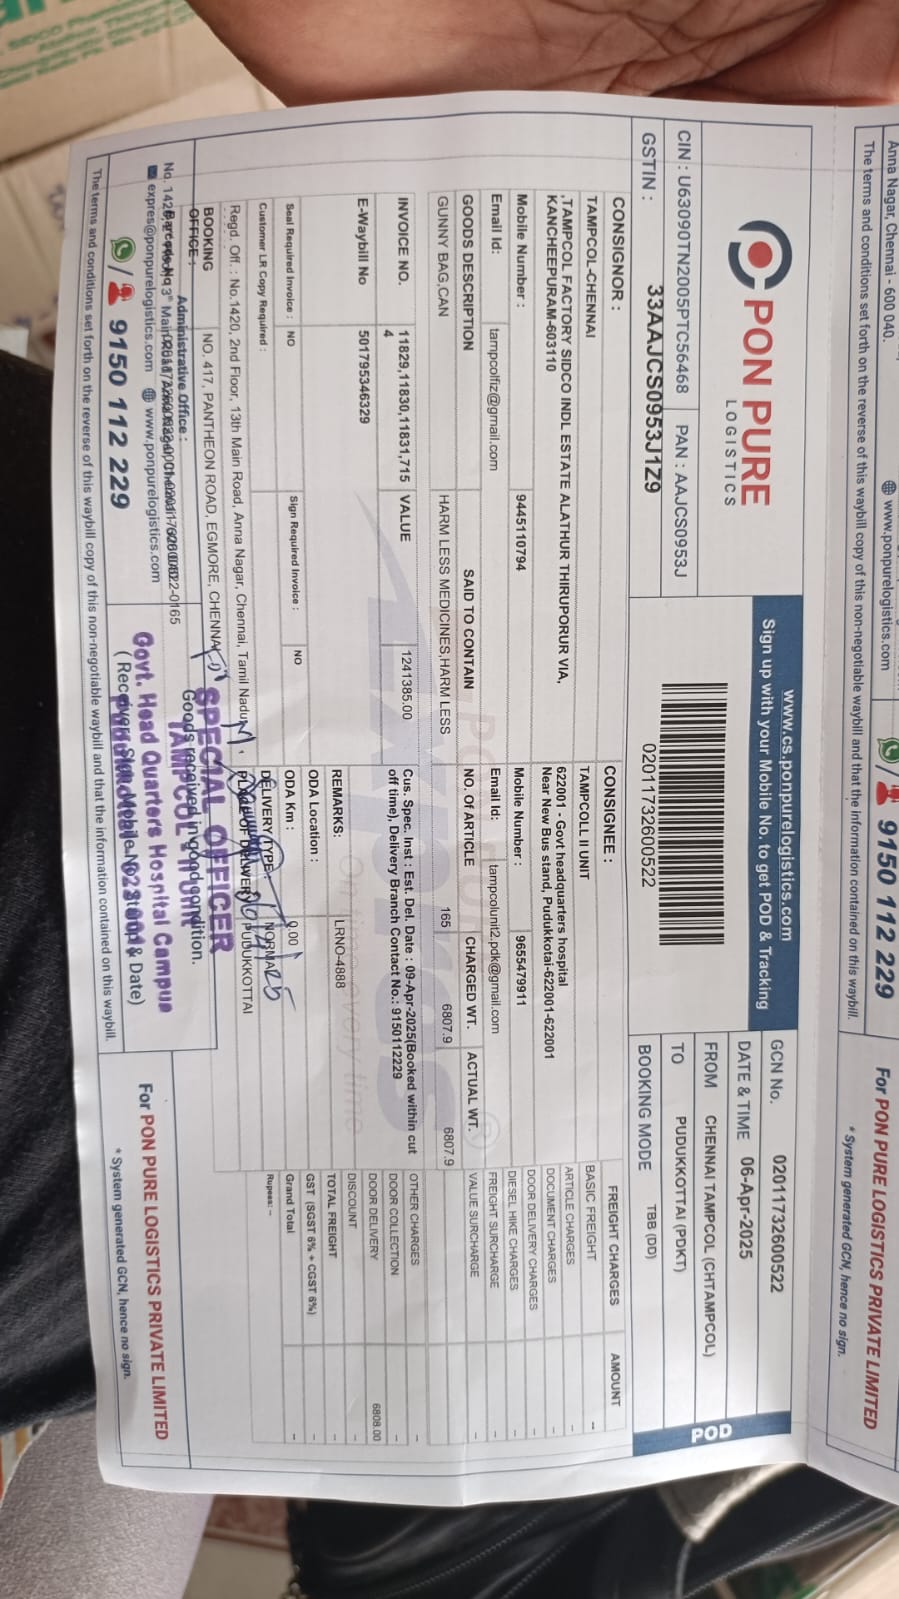 Anna Nagar, Chennai - 600 040.
www.ponpurelogistics.com
9150 112 229
For PON PURE LOGISTICS PRIVATE LIMITED
The terms and conditions set forth on the reverse of this waybill copy of this non-negotiable waybill and that the information contained on this waybill.
* System generated GCN, hence no sign.
PON PURE
LOGISTICS
CIN : U63090TN2005PTC56468
PAN : AAJCS0953J
GSTIN :
33AAJCS0953J1Z9
www.cs.ponpurelogistics.com
Sign up with your Mobile No. to get POD & Tracking
0201173260052​2
GCN No.
02011732600522
DATE & TIME 06-Apr-2025
FROM CHENNAI TAMPCOL (CHTAMPCOL)
TO PUDUKKOTTAI (PDKT)
BOOKING MODE TBB (DD)
POD
CONSIGNOR :
TAMPCOL-CHENNAI
,TAMPCOL FACTORY SIDCO INDL ESTATE ALATHUR THIRUPORUR VIA,
KANCHEEPURAM-603110
Mobile Number : 9445110794
Email Id: tampcolfiz@gmail.com
CONSIGNEE :
TAMPCOLL II UNIT
622001 - Govt headquarters hospital
Near New Bus stand, Pudukkotai-622001-622001
Mobile Number : 9655479911
Email Id: tampcolunit2.pdk@gmail.com
GOODS DESCRIPTION SAID TO CONTAIN NO. Of ARTICLE CHARGED WT. ACTUAL WT.
GUNNY BAG,CAN HARM LESS MEDICINES,HARM LESS 165 6807.9 6807.9
INVOICE NO. 11829,11830,11831,715
4
VALUE 1241385.00
Cus. Spec. Inst : Est. Del. Date : 09-Apr-2025(Booked within cut
off time), Delivery Branch Contact No.: 9150112229
E-Waybill No 501795346329
REMARKS: LRNO-4888
ODA Location :
Seal Required Invoice : NO
Sign Required Invoice : NO
ODA Km : 0.00
Customer LR Copy Required :
DELIVERY TYPE : NORMAL
FREIGHT CHARGES AMOUNT
BASIC FREIGHT --
ARTICLE CHARGES -
DOCUMENT CHARGES -
DOOR DELIVERY CHARGES -
DIESEL HIKE CHARGES -
FREIGHT SURCHARGE -
VALUE SURCHARGE -
OTHER CHARGES -
DOOR COLLECTION -
DOOR DELIVERY 6808.00
DISCOUNT -
TOTAL FREIGHT -
GST (SGST 6% + CGST 6%) -
Grand Total -
Rupees: --
Regd. Off. : No.1420, 2nd Floor, 13th Main Road, Anna Nagar, Chennai, Tamil Nadu
PLACE OF DELIVERY PUDUKKOTTAI
BOOKING
OFFICE :
NO. 417, PANTHEON ROAD, EGMORE, CHENNAI
Administrative Office :
expres@ponpurelogistics.com www.ponpurelogistics.com
9150 112 229
SPECIAL OFFICER
TAMPCOL
Goods received in good condition.
Govt. Head Quarters Hospital Campus
For PON PURE LOGISTICS PRIVATE LIMITED
* System generated GCN, hence no sign.
The terms and conditions set forth on the reverse of this waybill copy of this non-negotiable waybill and that the information contained on this waybill.